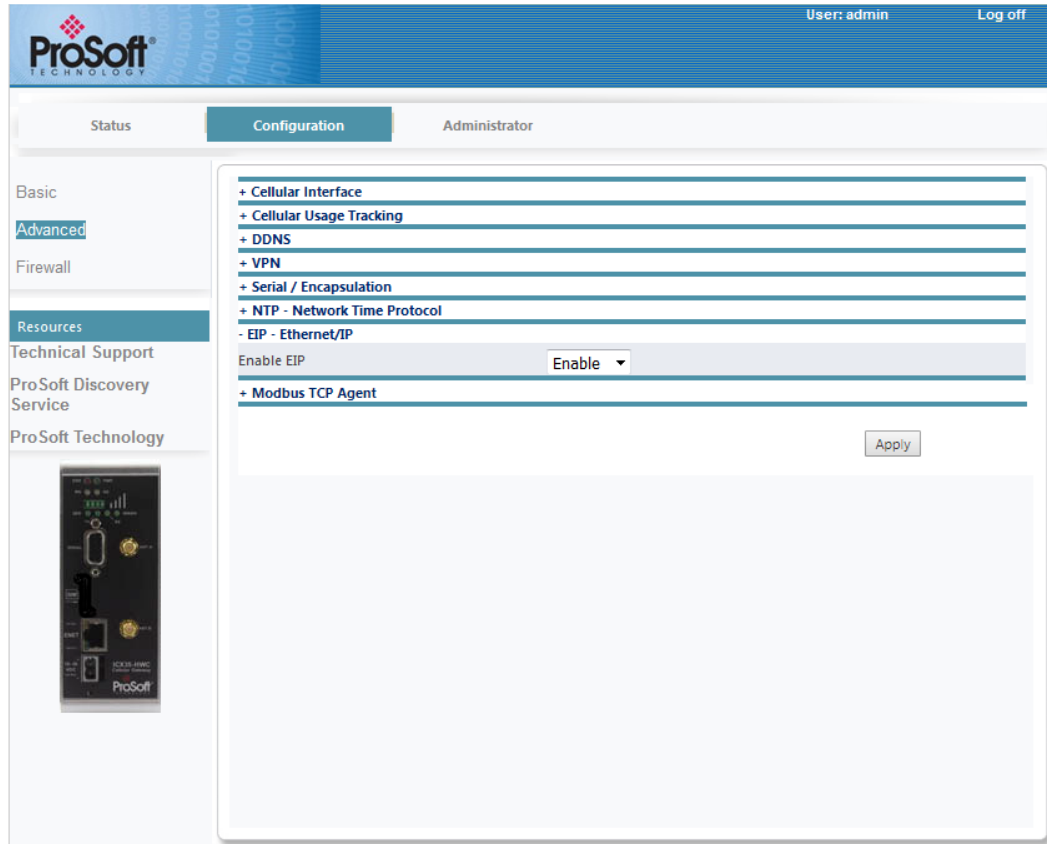 User: admin
Log off
ProSoft®
TECHNOLOGY
Status
Configuration
Administrator
Basic
Advanced
Firewall
Resources
Technical Support
ProSoft Discovery
Service
ProSoft Technology
+ Cellular Interface
+ Cellular Usage Tracking
+ DDNS
+ VPN
+ Serial / Encapsulation
+ NTP - Network Time Protocol
- EIP - Ethernet/IP
Enable EIP
Enable
+ Modbus TCP Agent
Apply
ICX35-HWC
ProSoft